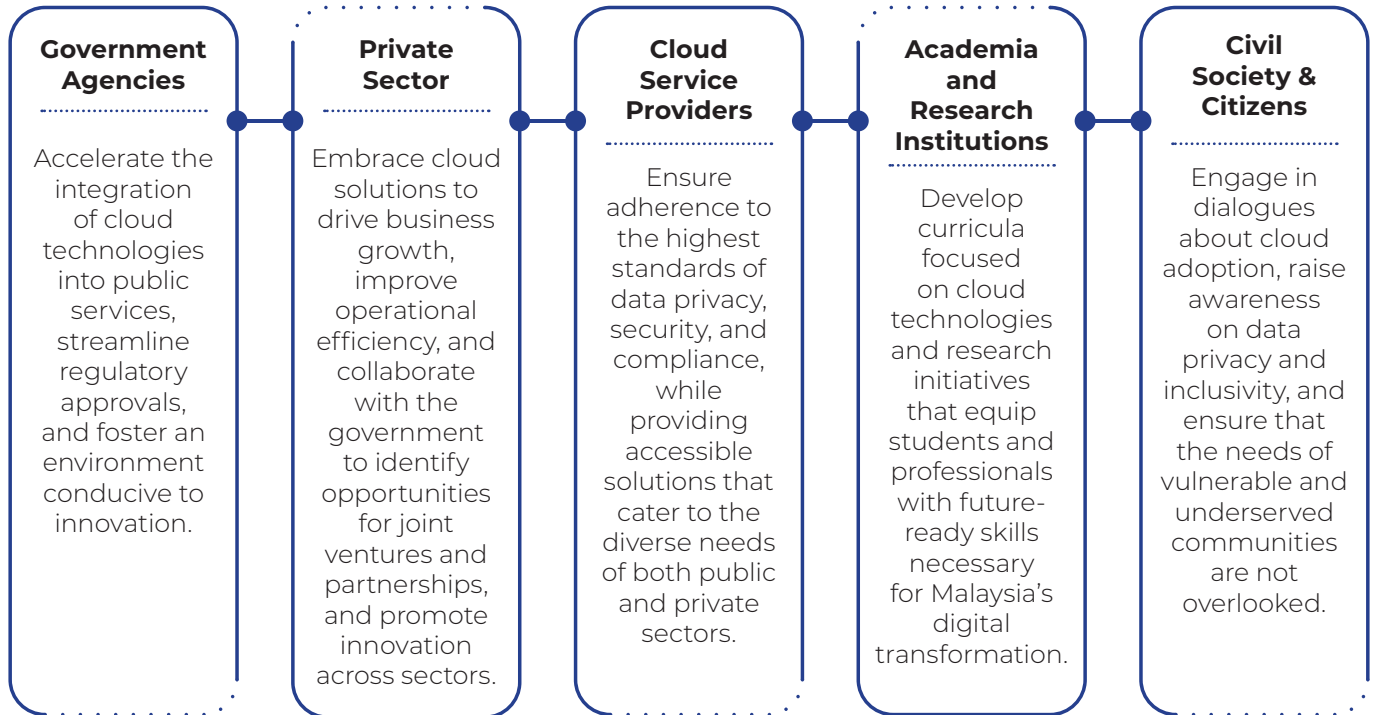 Government
Agencies
Accelerate the
integration
of cloud
technologies
into public
services,
streamline
regulatory
approvals,
and foster an
environment
conducive to
innovation.
Private
Sector
Embrace cloud
solutions to
drive business
growth,
improve
operational
efficiency, and
collaborate
with the
government
to identify
opportunities
for joint
ventures and
partnerships,
and promote
innovation
across sectors.
Cloud
Service
Providers
Ensure
adherence to
the highest
standards of
data privacy,
security, and
compliance,
while
providing
accessible
solutions that
cater to the
diverse needs
of both public
and private
sectors.
Academia
and
Research
Institutions
Develop
curricula
focused
on cloud
technologies
and research
initiatives
that equip
students and
professionals
with future-
ready skills
necessary
for Malaysia’s
digital
transformation.
Civil
Society &
Citizens
Engage in
dialogues
about cloud
adoption, raise
awareness
on data
privacy and
inclusivity, and
ensure that
the needs of
vulnerable and
underserved
communities
are not
overlooked.